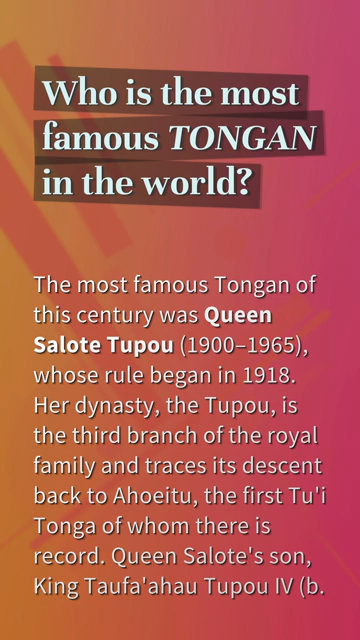 Who is the most
famous TONGAN
in the world?
The most famous Tongan of
this century was Queen
Salote Tupou (1900–1965),
whose rule began in 1918.
Her dynasty, the Tupou, is
the third branch of the royal
family and traces its descent
back to Ahoeitu, the first Tu'i
Tonga of whom there is
record. Queen Salote's son,
King Taufa'ahau Tupou IV (b.